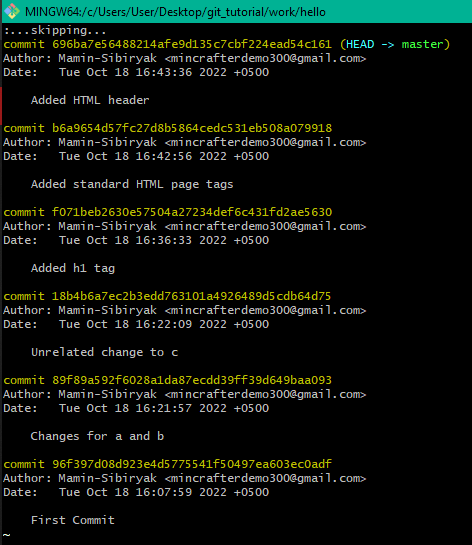 MINGW64:/c/Users/User/Desktop/git_tutorial/work/hello
:...skipping...
commit 696ba7e56488214afe9d135c7cbf224ead54c161 (HEAD -> master)
Author: Mamin-Sibiryak <mincrafterdemo300@gmail.com>
Date:   Tue Oct 18 16:43:36 2022 +0500
Added HTML header
commit b6a9654d57fc27d8b5864cedc531eb508a079918
Author: Mamin-Sibiryak <mincrafterdemo300@gmail.com>
Date:   Tue Oct 18 16:42:56 2022 +0500
Added standard HTML page tags
commit f071beb2630e57504a27234def6c431fd2ae5630
Author: Mamin-Sibiryak <mincrafterdemo300@gmail.com>
Date:   Tue Oct 18 16:36:33 2022 +0500
Added h1 tag
commit 18b4b6a7ec2b3edd763101a4926489d5cdb64d75
Author: Mamin-Sibiryak <mincrafterdemo300@gmail.com>
Date:   Tue Oct 18 16:22:09 2022 +0500
Unrelated change to c
commit 89f89a592f6028a1da87ecdd39ff39d649baa093
Author: Mamin-Sibiryak <mincrafterdemo300@gmail.com>
Date:   Tue Oct 18 16:21:57 2022 +0500
Changes for a and b
commit 96f397d08d923e4d5775541f50497ea603ec0adf
Author: Mamin-Sibiryak <mincrafterdemo300@gmail.com>
Date:   Tue Oct 18 16:07:59 2022 +0500
First Commit
~